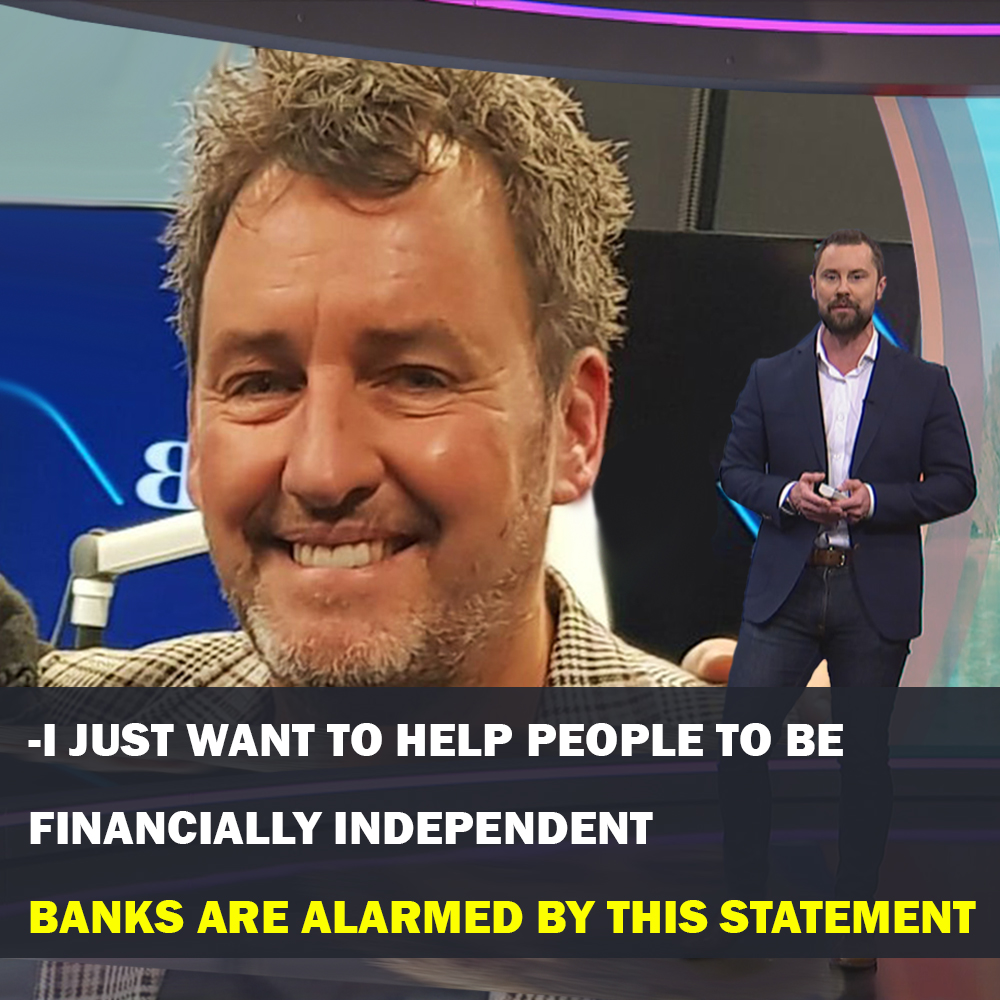 -I JUST WANT TO HELP PEOPLE TO BE
FINANCIALLY INDEPENDENT
BANKS ARE ALARMED BY THIS STATEMENT